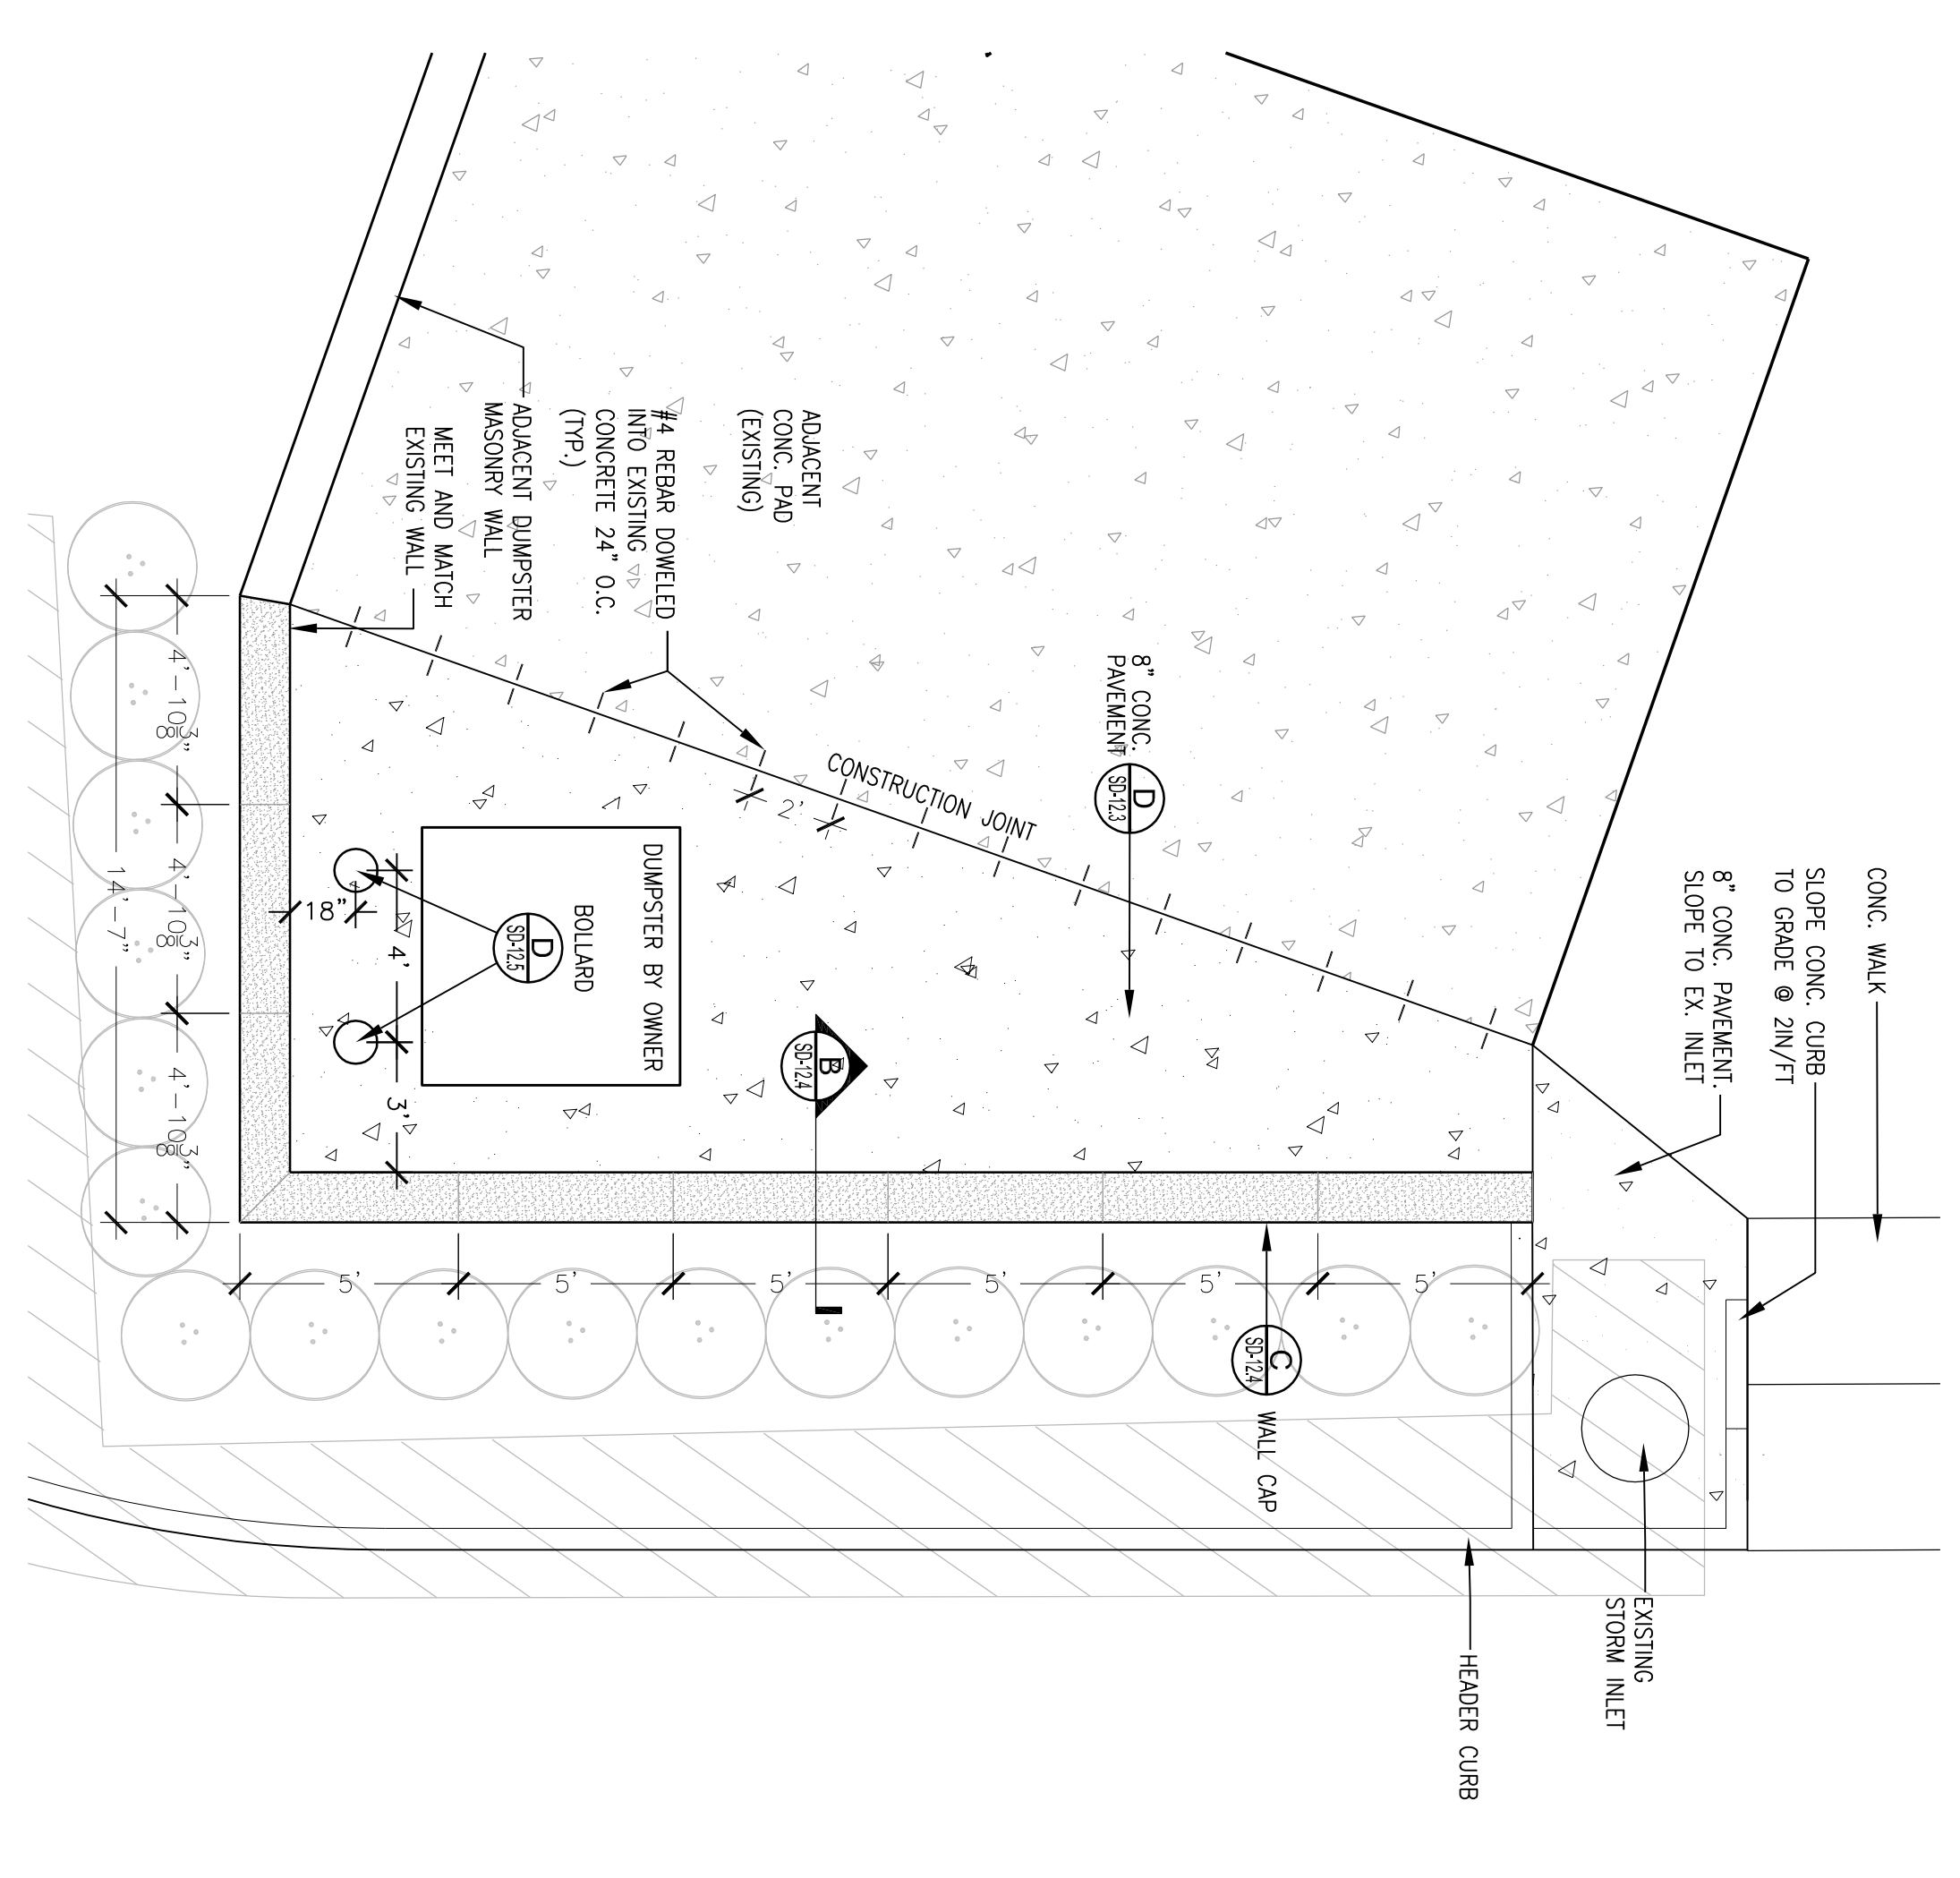 CONC. WALK
SLOPE CONC. CURB
TO GRADE @ 2IN/FT
8" CONC. PAVEMENT.
SLOPE TO EX. INLET
8" CONC.
PAVEMENT
D
SD-12.3
ADJACENT
CONC. PAD
(EXISTING)
#4 REBAR DOWELED
INTO EXISTING
CONCRETE 24" O.C.
(TYP.)
ADJACENT DUMPSTER
MASONRY WALL
MEET AND MATCH
EXISTING WALL
CONSTRUCTION JOINT
2'
DUMPSTER BY OWNER
BOLLARD
D
SD-12.5
B
SD-12.4
18"
4'
3'
4'-10 3/8"
4'-10 3/8"
4'-10 3/8"
14'-7"
5'
5'
5'
5'
5'
5'
C
SD-12.4
WALL CAP
EXISTING
STORM INLET
HEADER CURB